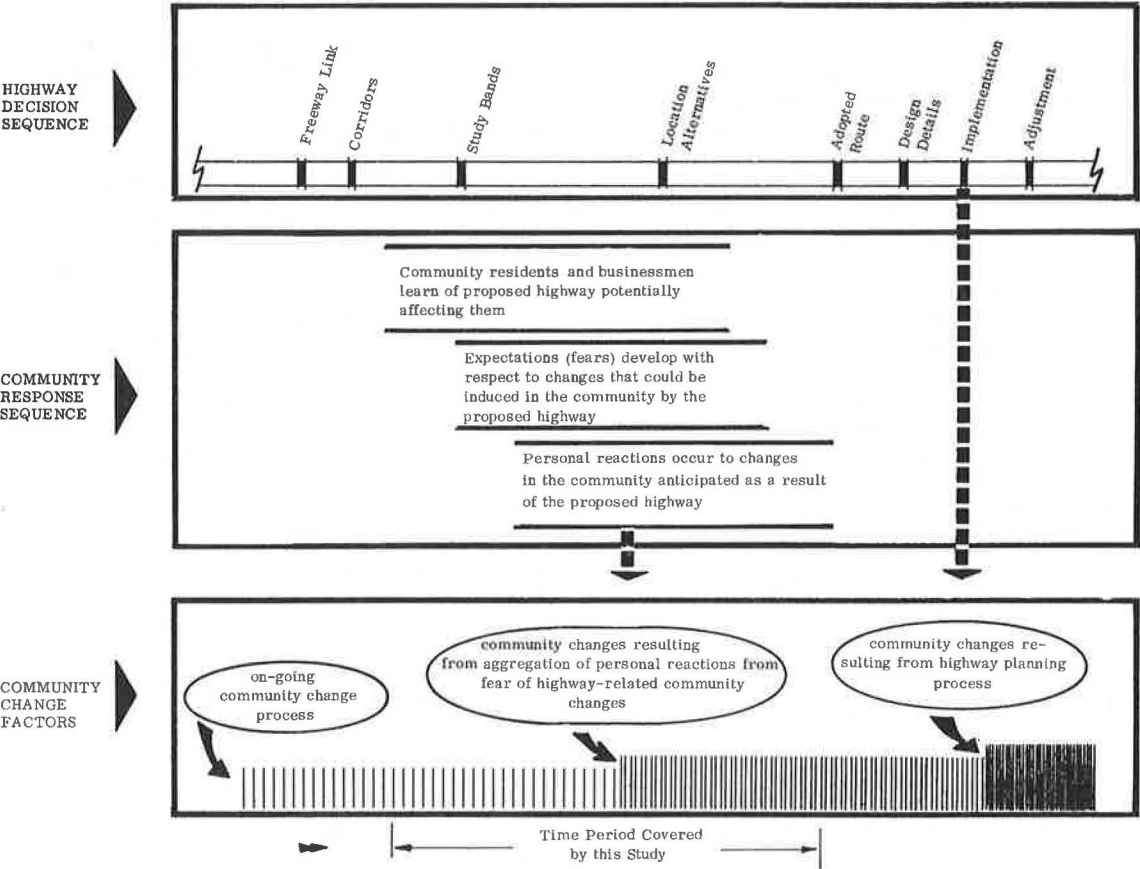 HIGHWAY
DECISION
SEQUENCE
Freeway Link
Corridors
Study Bands
Location
Alternatives
Adopted
Route
Design
Details
Implementation
Adjustment
COMMUNITY
RESPONSE
SEQUENCE
Community residents and businessmen
learn of proposed highway potentially
affecting them
Expectations (fears) develop with
respect to changes that could be
induced in the community by the
proposed highway
Personal reactions occur to changes
in the community anticipated as a result
of the proposed highway
COMMUNITY
CHANGE
FACTORS
on-going
community change
process
community changes resulting
from aggregation of personal reactions from
fear of highway-related community
changes
community changes re-
sulting from highway planning
process
Time Period Covered
by this Study